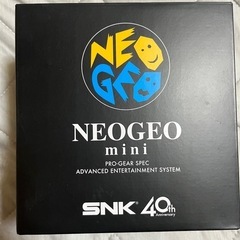 NEO
GEO
NEOGEO
mini
PRO-GEAR SPEC
ADVANCED ENTERTAINMENT SYSTEM
SNK 40th
Anniversary